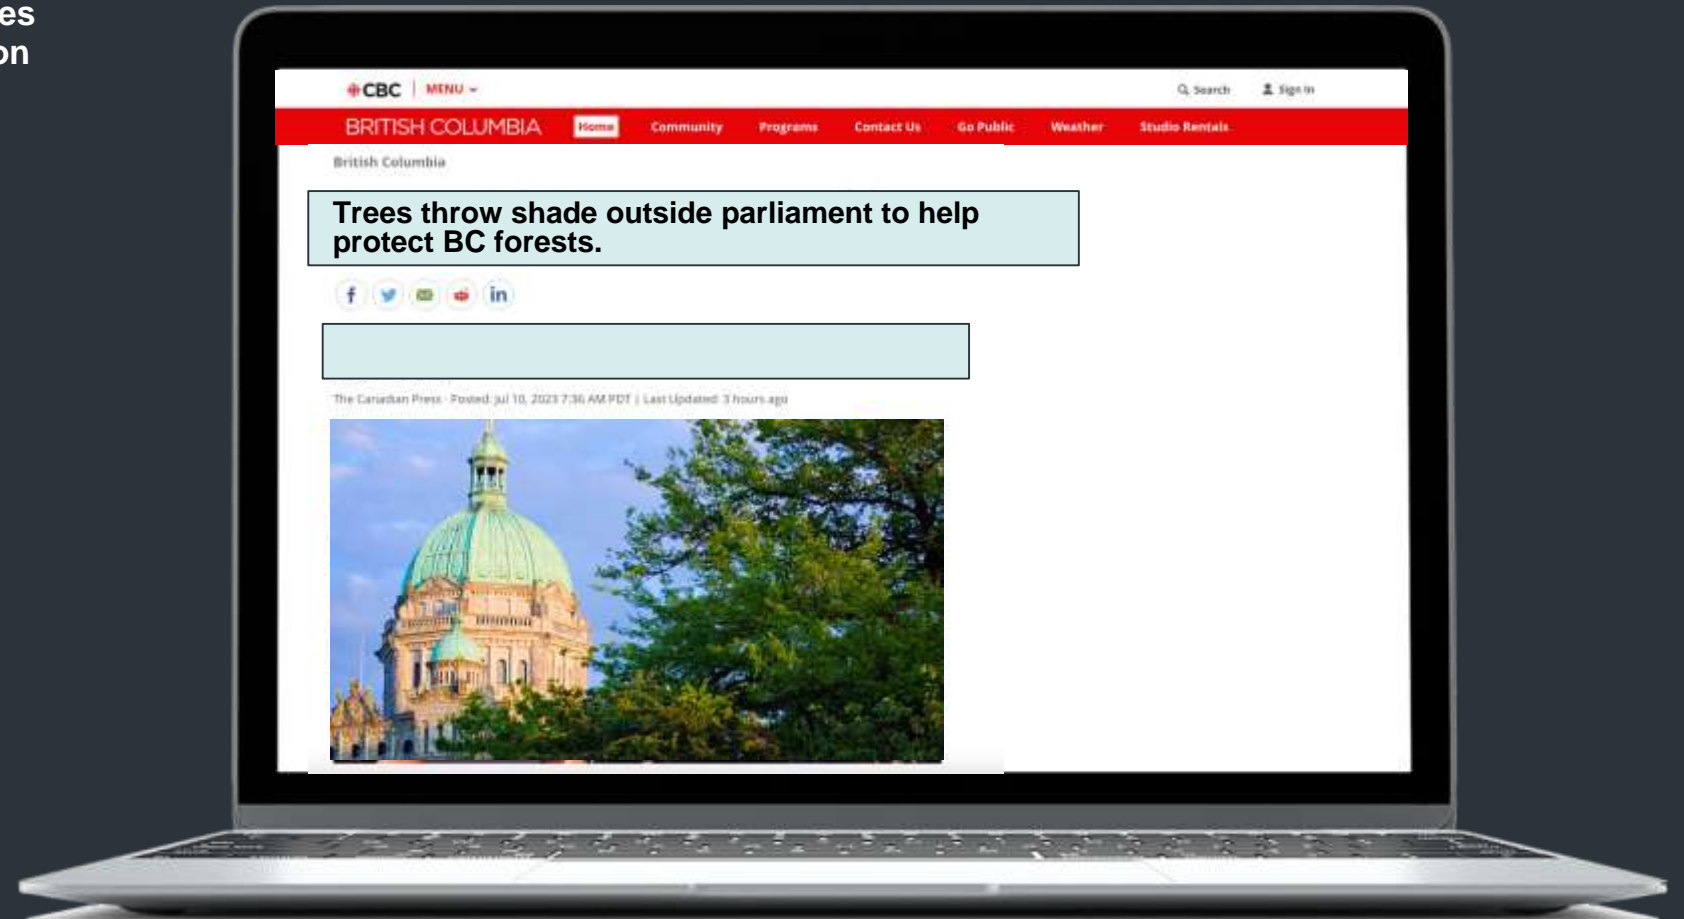 es
on
CBC MENU
Search Sign In
BRITISH COLUMBIA Home Community Programs Contact Us Go Public Weather Studio Rentals
British Columbia
Trees throw shade outside parliament to help
protect BC forests.
f in
The Canadian Press · Posted: Jul 10, 2023 7:36 AM PDT | Last Updated: 3 hours ago